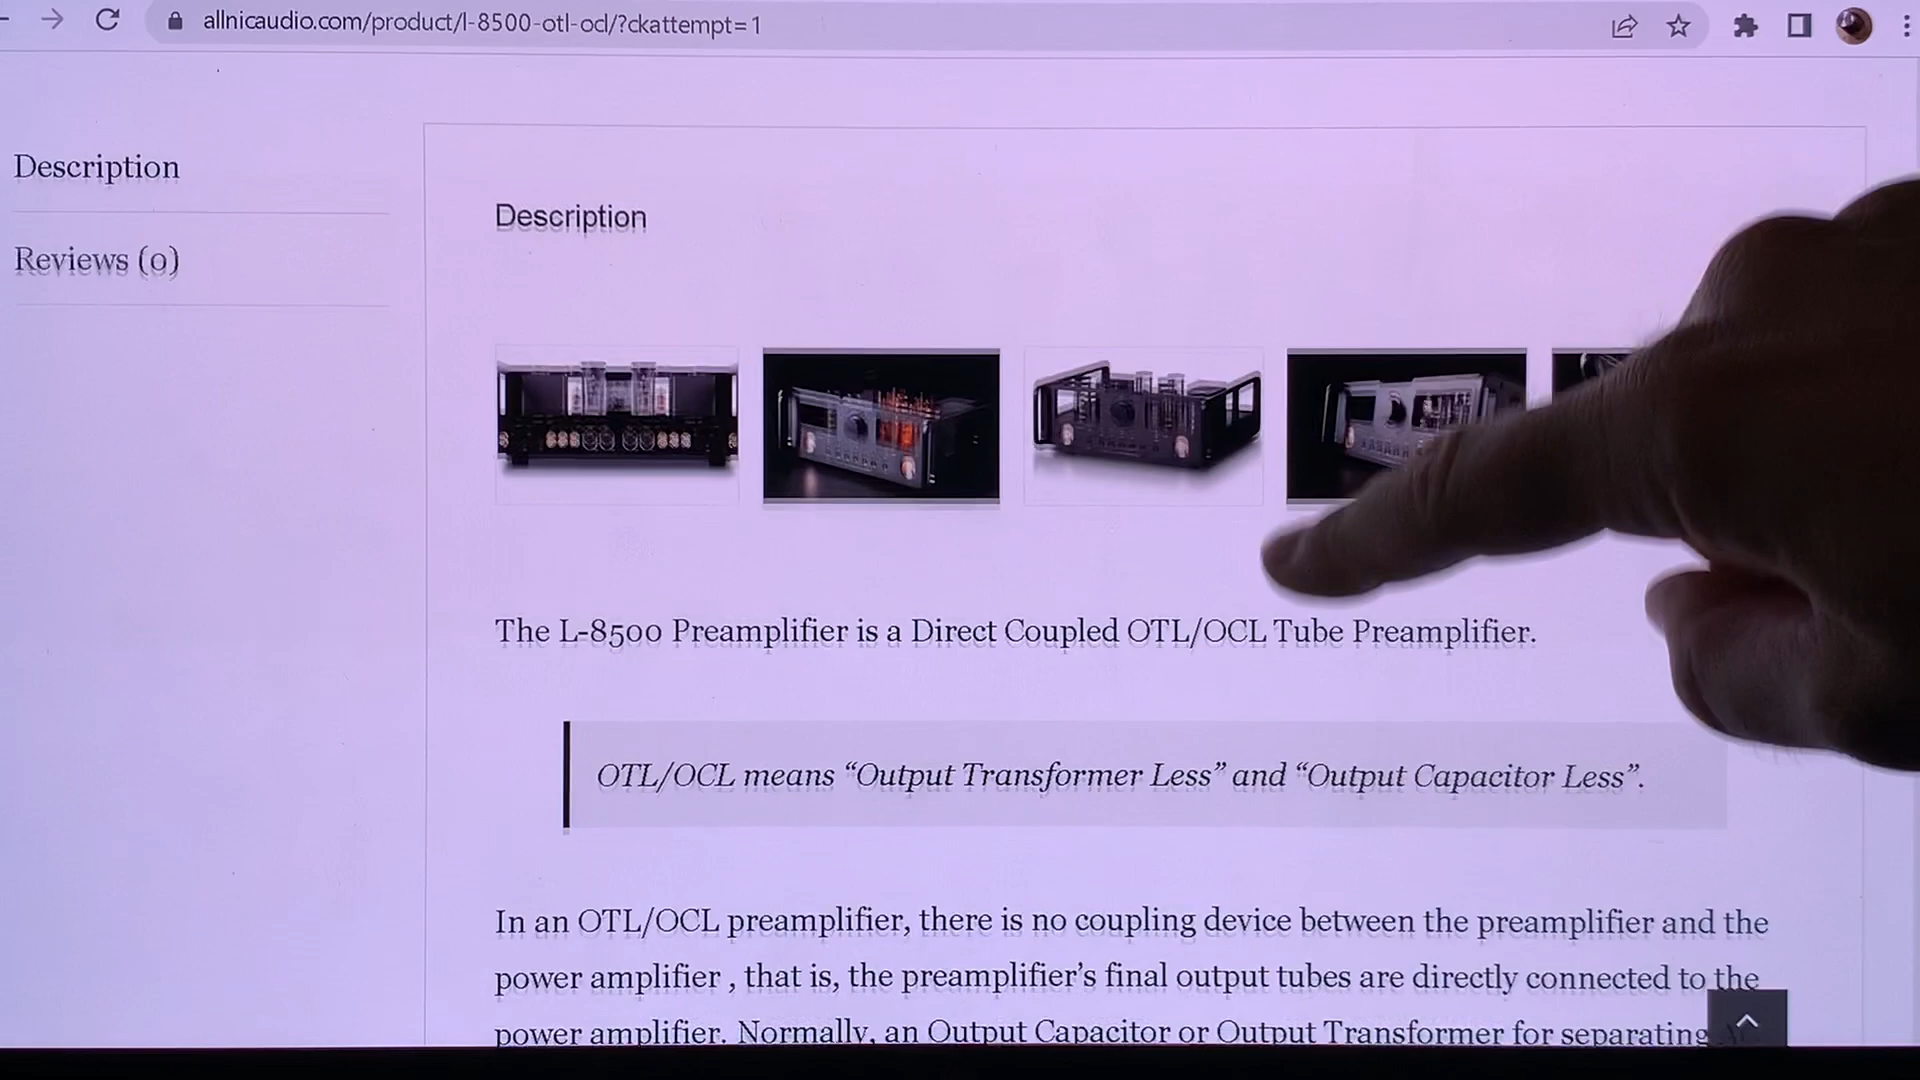 allnicaudio.com/product/l-8500-otl-ocl/?ckattempt=1
Description
Reviews (0)
Description
The L-8500 Preamplifier is a Direct Coupled OTL/OCL Tube Preamplifier.
OTL/OCL means “Output Transformer Less” and “Output Capacitor Less”.
In an OTL/OCL preamplifier, there is no coupling device between the preamplifier and the
power amplifier , that is, the preamplifier’s final output tubes are directly connected to the
power amplifier. Normally, an Output Capacitor or Output Transformer for separating